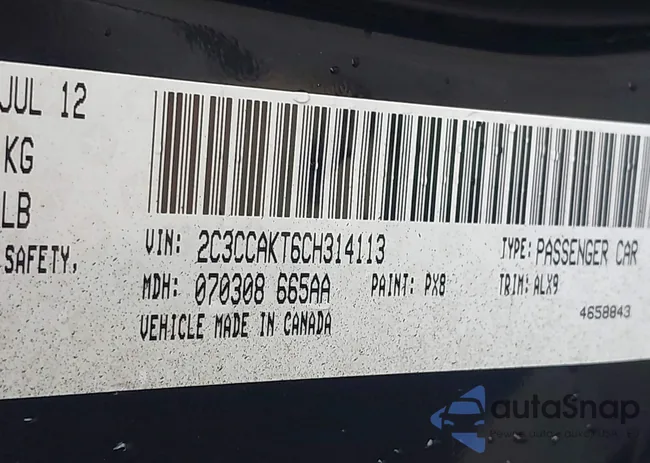 JUL 12
KG
LB
SAFETY,
VIN: 2C3CCAKT6CH314113
TYPE: PASSENGER CAR
MDH: 070308 665AA
PAINT: PX8
TRIM: ALX9
VEHICLE MADE IN CANADA
4658843
autoSnap